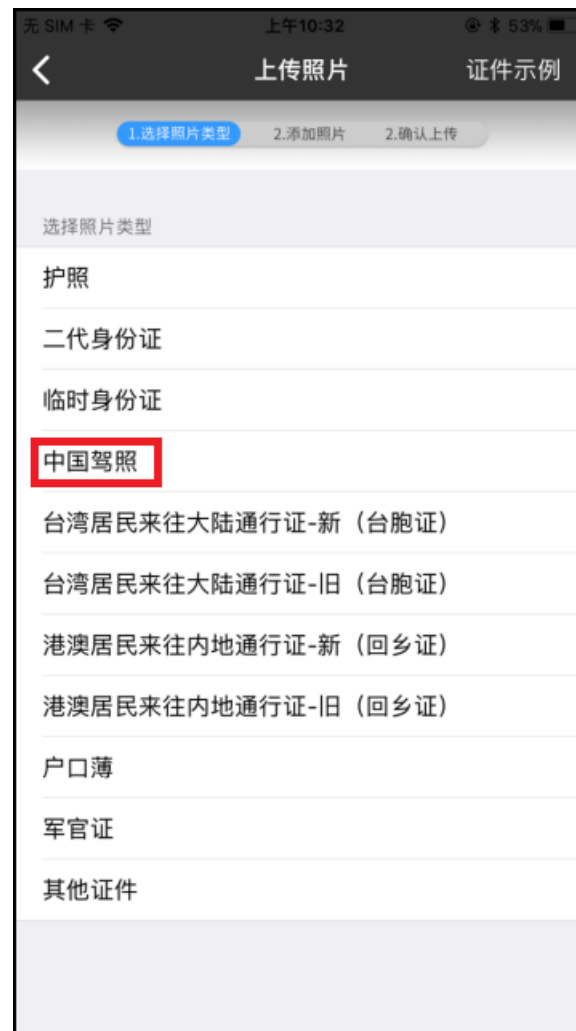 无 SIM 卡 上午10:32 53%
上传照片 证件示例
1.选择照片类型 2.添加照片 2.确认上传
选择照片类型
护照
二代身份证
临时身份证
中国驾照
台湾居民来往大陆通行证-新（台胞证）
台湾居民来往大陆通行证-旧（台胞证）
港澳居民来往内地通行证-新（回乡证）
港澳居民来往内地通行证-旧（回乡证）
户口薄
军官证
其他证件